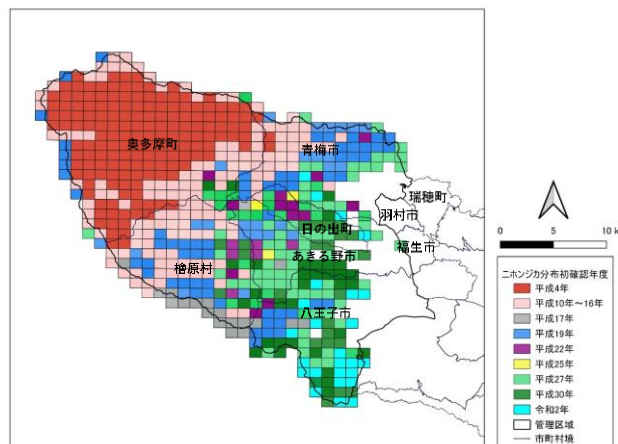 奥多摩町
青梅市
瑞穂町
羽村市
日の出町
福生市
あきる野市
檜原村
八王子市
0 5 10 k
ニホンジカ分布初確認年度
平成4年
平成10年～16年
平成17年
平成19年
平成22年
平成25年
平成27年
平成30年
令和2年
管理区域
市町村境